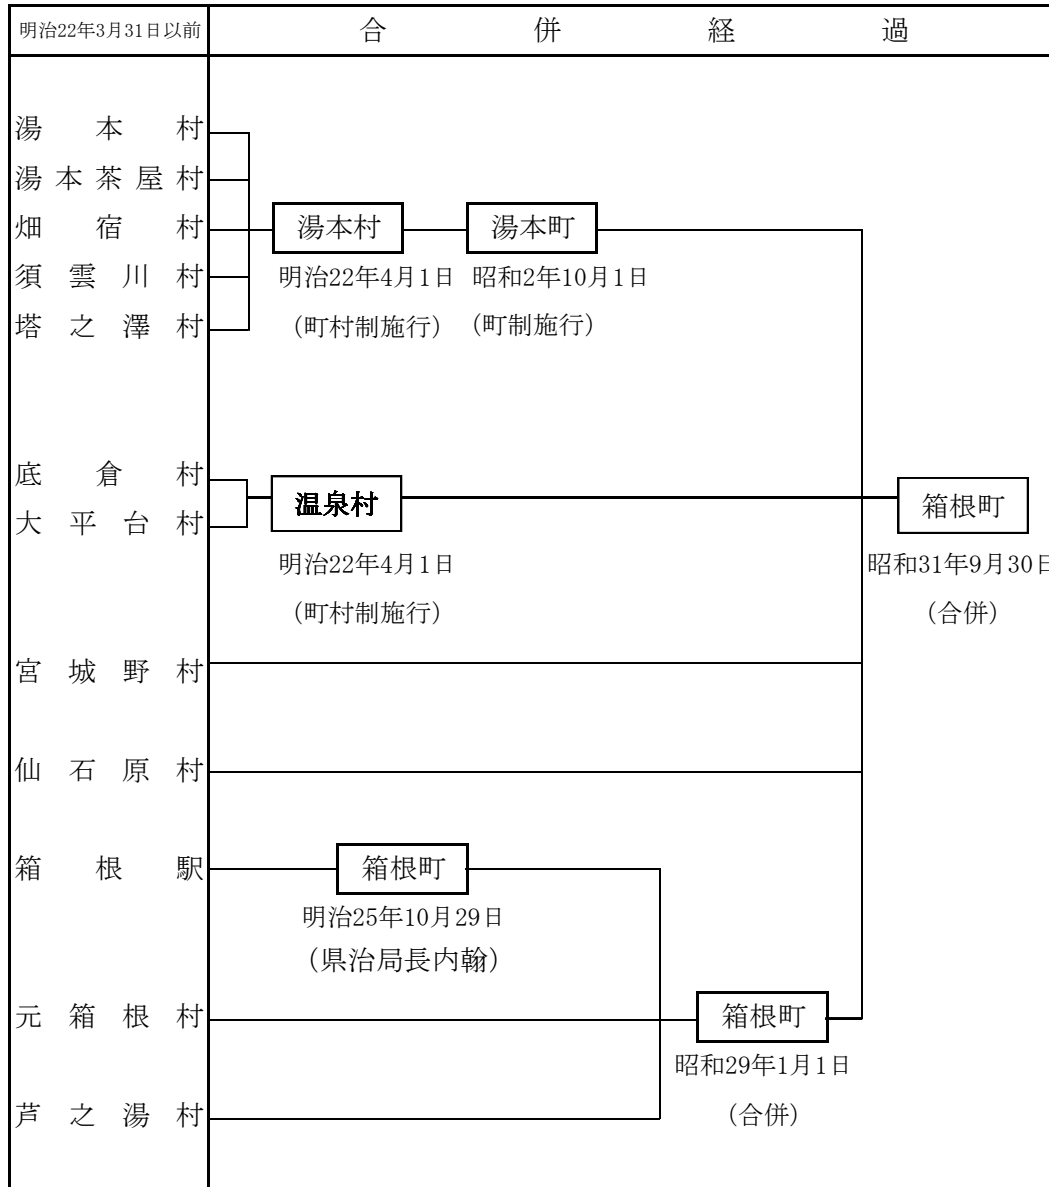 明治22年3月31日以前
合併経過
湯本村
湯本茶屋村
畑宿村
須雲川村
塔之澤村
湯本村
湯本町
明治22年4月1日
昭和2年10月1日
(町村制施行)
(町制施行)
底倉村
大平台村
温泉村
箱根町
明治22年4月1日
昭和31年9月30日
(町村制施行)
(合併)
宮城野村
仙石原村
箱根駅
箱根町
明治25年10月29日
(県治局長内翰)
元箱根村
箱根町
昭和29年1月1日
芦之湯村
(合併)